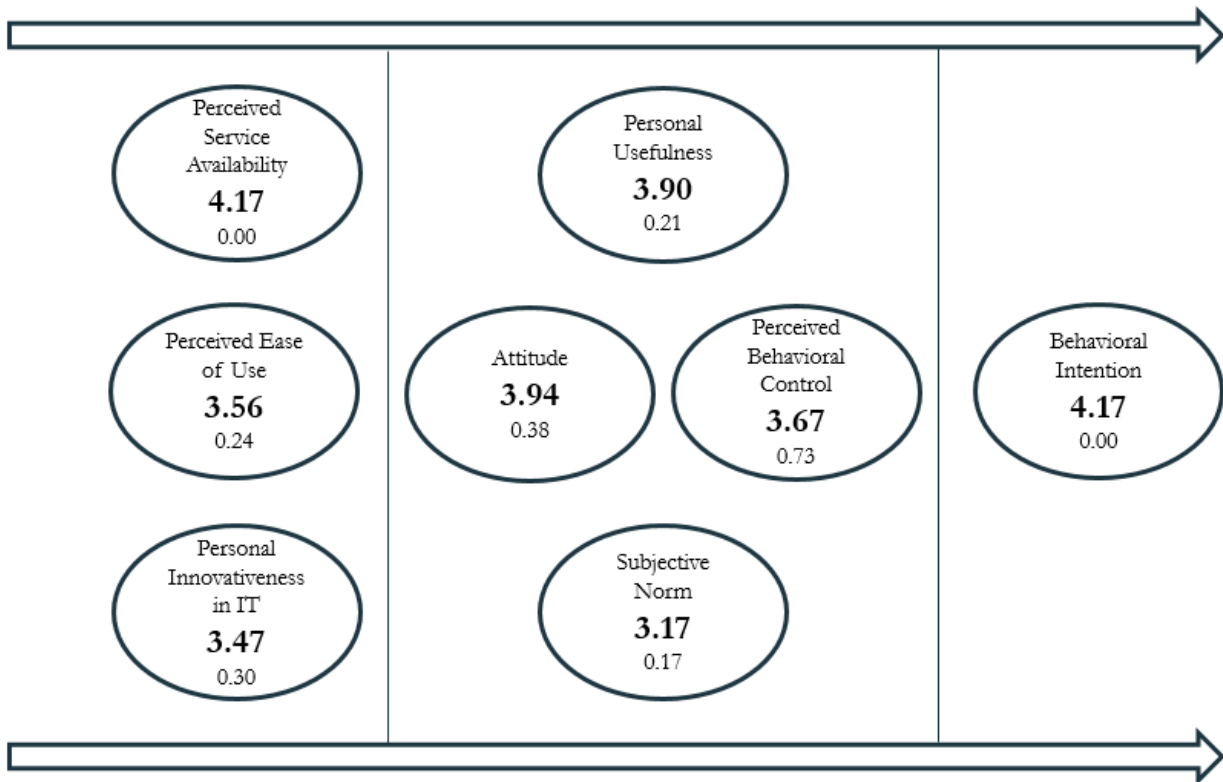 Perceived
Service
Availability
4.17
0.00
Personal
Usefulness
3.90
0.21
Perceived Ease
of Use
3.56
0.24
Attitude
3.94
0.38
Perceived
Behavioral
Control
3.67
0.73
Behavioral
Intention
4.17
0.00
Personal
Innovativeness
in IT
3.47
0.30
Subjective
Norm
3.17
0.17